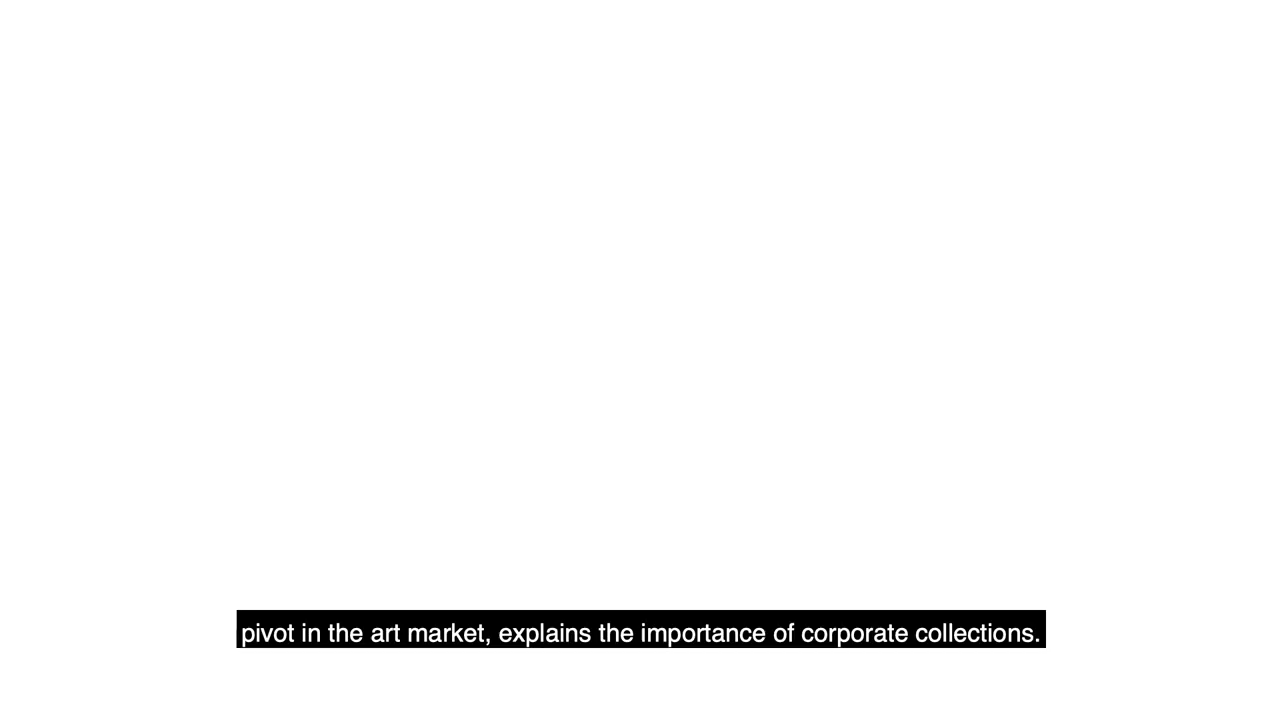 pivot in the art market, explains the importance of corporate collections.